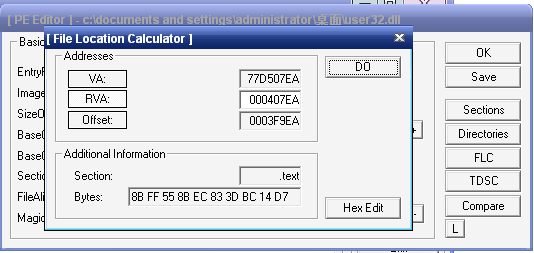 [ PE Editor ] - c:\documents and settings\administrator\桌面\user32.dll
[ File Location Calculator ]
Basic
OK
Addresses
DO
EntryP
VA:
77D507EA
Save
Image
RVA:
000407EA
SizeO
Offset:
0003F9EA
Sections
BaseO
Directories
BaseO
Additional Information
FLC
Sectio
Section:
.text
TDSC
FileAli
Bytes:
8B FF 55 8B EC 83 3D BC 14 D7
Magic
Hex Edit
Compare
L